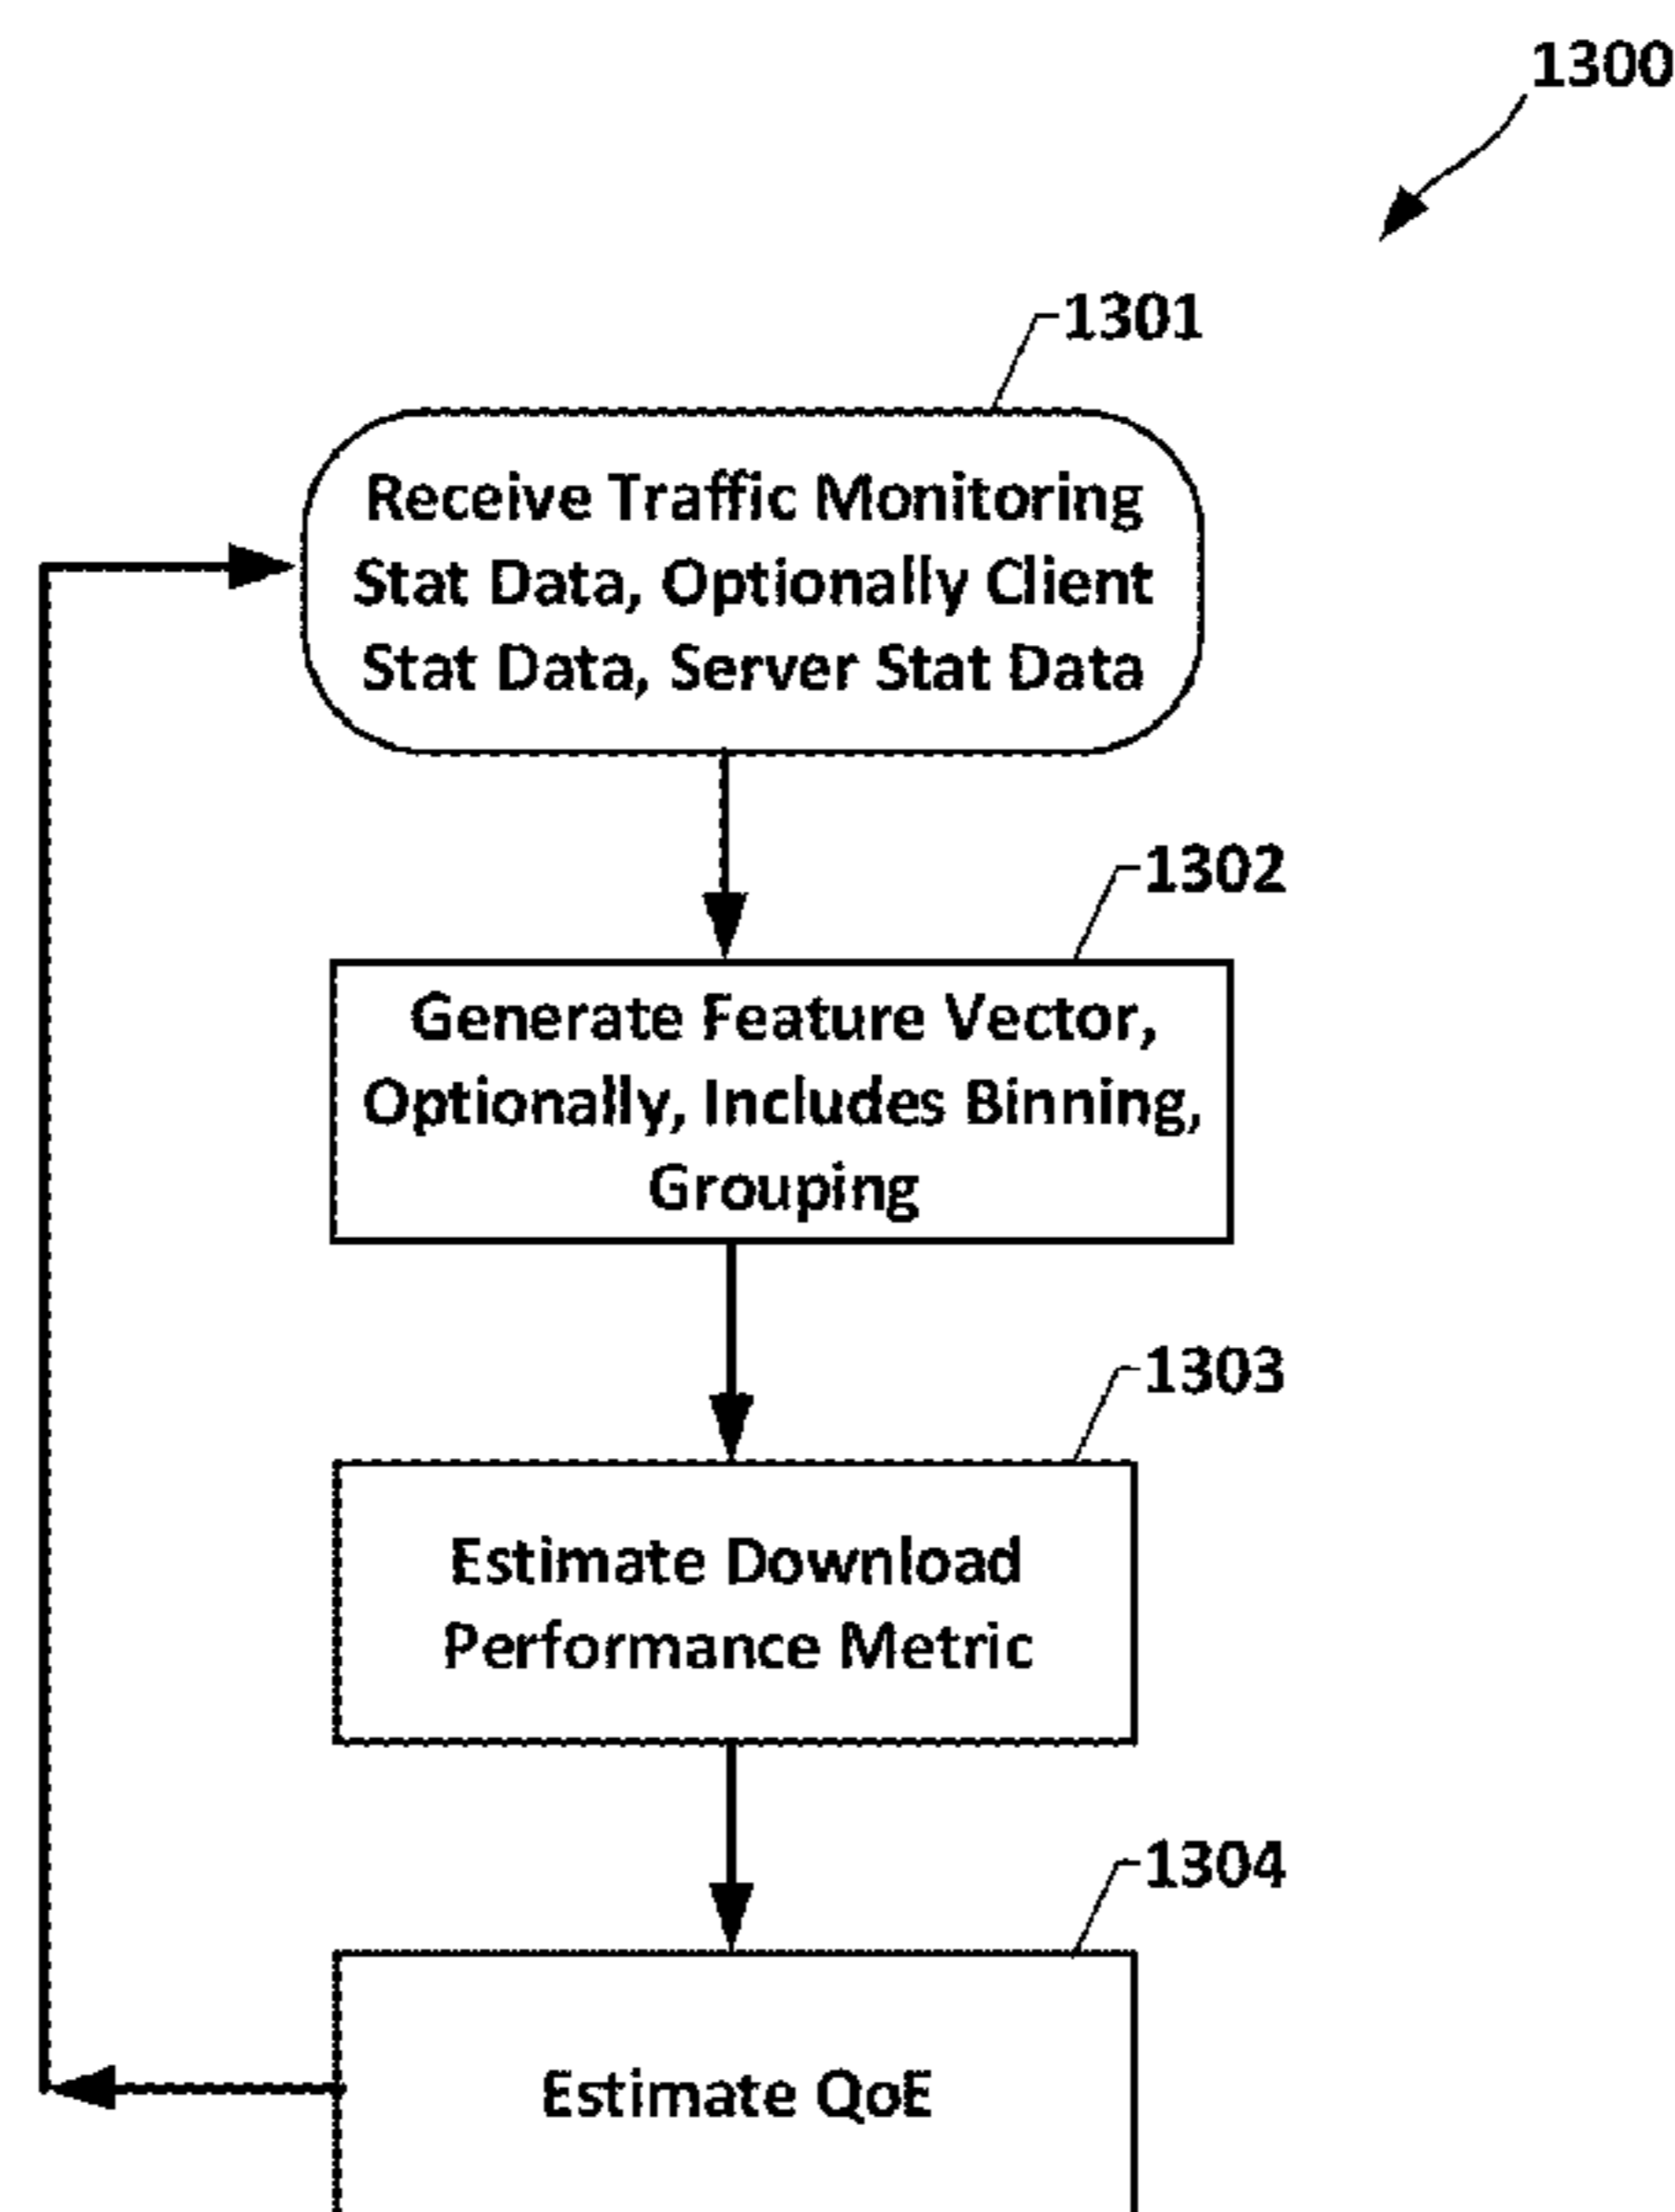 1300
1301
Receive Traffic Monitoring
Stat Data, Optionally Client
Stat Data, Server Stat Data
1302
Generate Feature Vector,
Optionally, Includes Binning,
Grouping
1303
Estimate Download
Performance Metric
1304
Estimate QoE